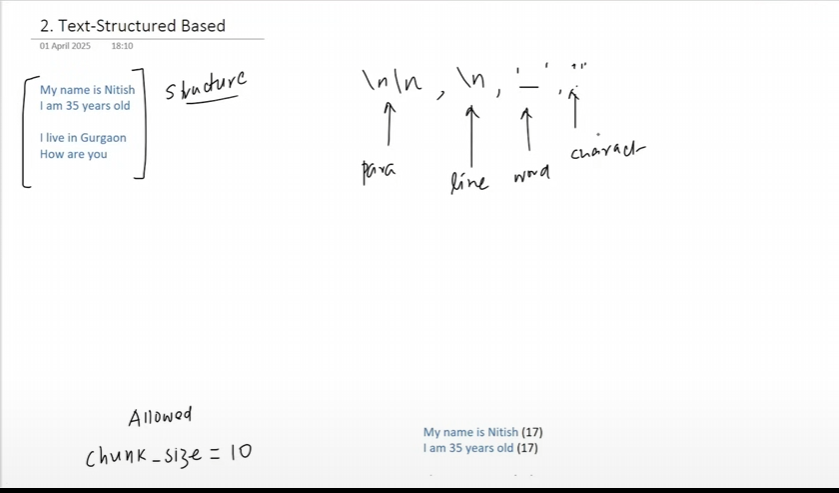 2. Text-Structured Based
01 April 2025 18:10
My name is Nitish
I am 35 years old
I live in Gurgaon
How are you
Structure
\n\n, \n, '_', ""
para
line
word
charact
Allowed
chunk_size = 10
My name is Nitish (17)
I am 35 years old (17)